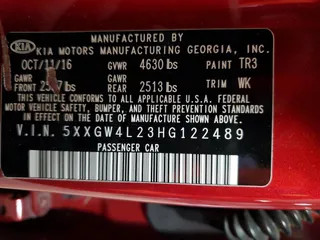 MANUFACTURED BY
KIA KIA MOTORS MANUFACTURING GEORGIA, INC.
OCT/11/16 GVWR 4630 lbs PAINT TR3
GAWR GAWR
FRONT lbs REAR 2513 lbs TRIM WK
THIS VEHICLE CONFORMS TO ALL APPLICABLE U.S. FEDERAL
MOTOR VEHICLE SAFETY, BUMPER, AND THEFT PREVENTION STANDARDS
IN EFFECT ON THE DATE OF MANUFACTURE SHOWN ABOVE.
V.I.N. 5XXGW4L23HG122489
PASSENGER CAR